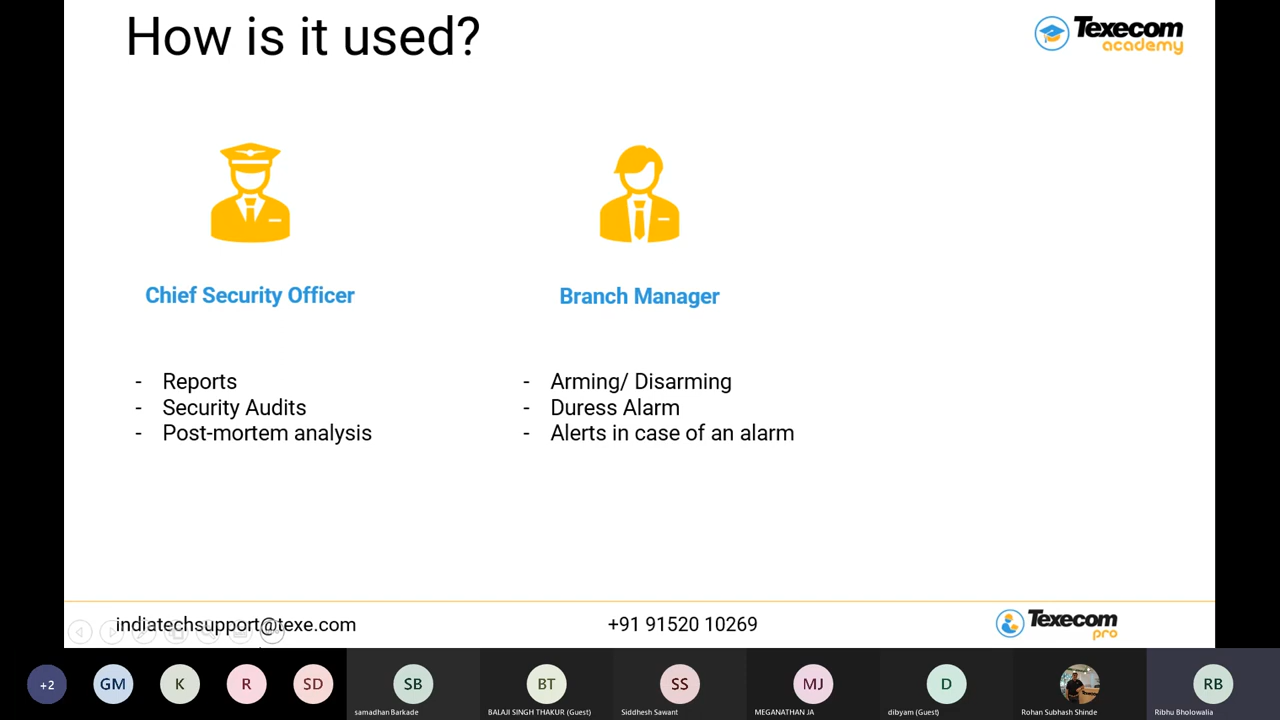 How is it used?
Texecom
academy
Chief Security Officer
Branch Manager
- Reports
- Security Audits
- Post-mortem analysis
- Arming/ Disarming
- Duress Alarm
- Alerts in case of an alarm
indiatechsupport@texe.com
+91 91520 10269
Texecom
pro
+2
GM
K
R
SD
SB
BT
SS
MJ
D
RB
samadhan Barkade
BALAJI SINGH THAKUR (Guest)
Siddhesh Sawant
MEGANATHAN JA
dibyam (Guest)
Rohan Subhash Shinde
Ribhu Bholowalia